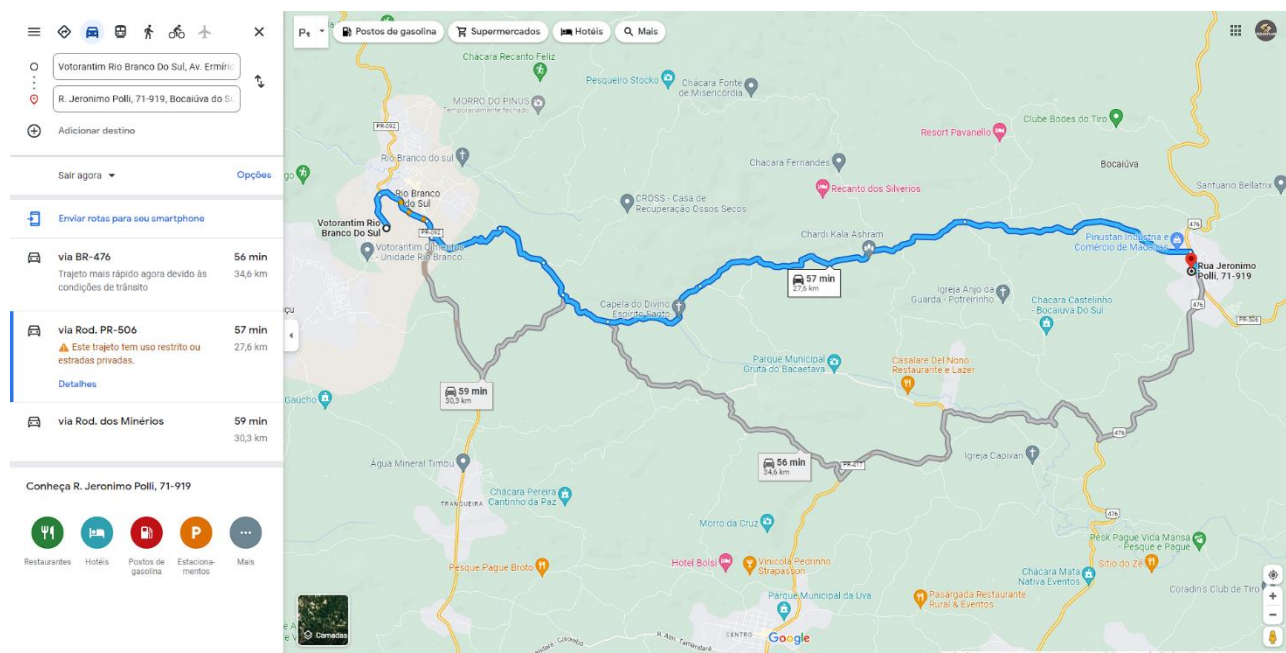 Votorantim Rio Branco Do Sul, Av. Ermíri
R. Jeronimo Polli, 71-919, Bocaiúva do S
Adicionar destino
Sair agora
Opções
Enviar rotas para seu smartphone
via BR-476
56 min
Trajeto mais rápido agora devido às
34,6 km
condições de trânsito
via Rod. PR-506
57 min
Este trajeto tem uso restrito ou
27,6 km
estradas privadas.
Detalhes
via Rod. dos Minérios
59 min
30,3 km
Conheça R. Jeronimo Polli, 71-919
Restaurantes
Hotéis
Postos de
gasolina
Estaciona-
mentos
Mais
Postos de gasolina
Supermercados
Hotéis
Mais
Chácara Recanto Feliz
Pesqueiro Stocko
Chácara Fonte
de Misericórdia
MORRO DO PINUS
Temporariamente fechado
Clube Bodes do Tiro
PR-092
Resort Pavanello
Rio Branco do sul
Chacara Fernandes
Bocaiúva
Santuario Bellatrix
Recanto dos Silverios
Rio Branco
do Sul
CROSS - Casa de
Recuperação Ossos Secos
Votorantim Rio
Branco Do Sul
PR-092
476
Chardi Kala Ashram
Pinustan Indústria e
Comércio de Madeiras
Votorantim Cimentos
- Unidade Rio Branco
Rua Jeronimo
Polli, 71-919
57 min
27,6 km
Igreja Anjo da
Guarda - Potreirinho
Capela do Divino
Espirito Santo
Chacara Castelinho
- Bocaiuva Do Sul
476
PR-506
çu
Parque Municipal
Gruta do Bacaetava
Casalare Del Nono
Restaurante e Lazer
59 min
30,3 km
Gaúcho
476
Igreja Capivari
56 min
34,6 km
PR-417
Água Mineral Timbu
TRANQUEIRA
Chácara Pereira
Cantinho da Paz
476
Morro da Cruz
Pesk Pague Vida Mansa
- Pesque e Pague
Sitio do Zé
Hotel Bolsi
Vinicola Pedrinho
Strapasson
Pesque Pague Broto
Chacara Mata
Nativa Eventos
Parque Municipal da Uva
Pasárgada Restaurante
Rural & Eventos
Coradin's Club de Tiro
Camadas
CENTRO
Google